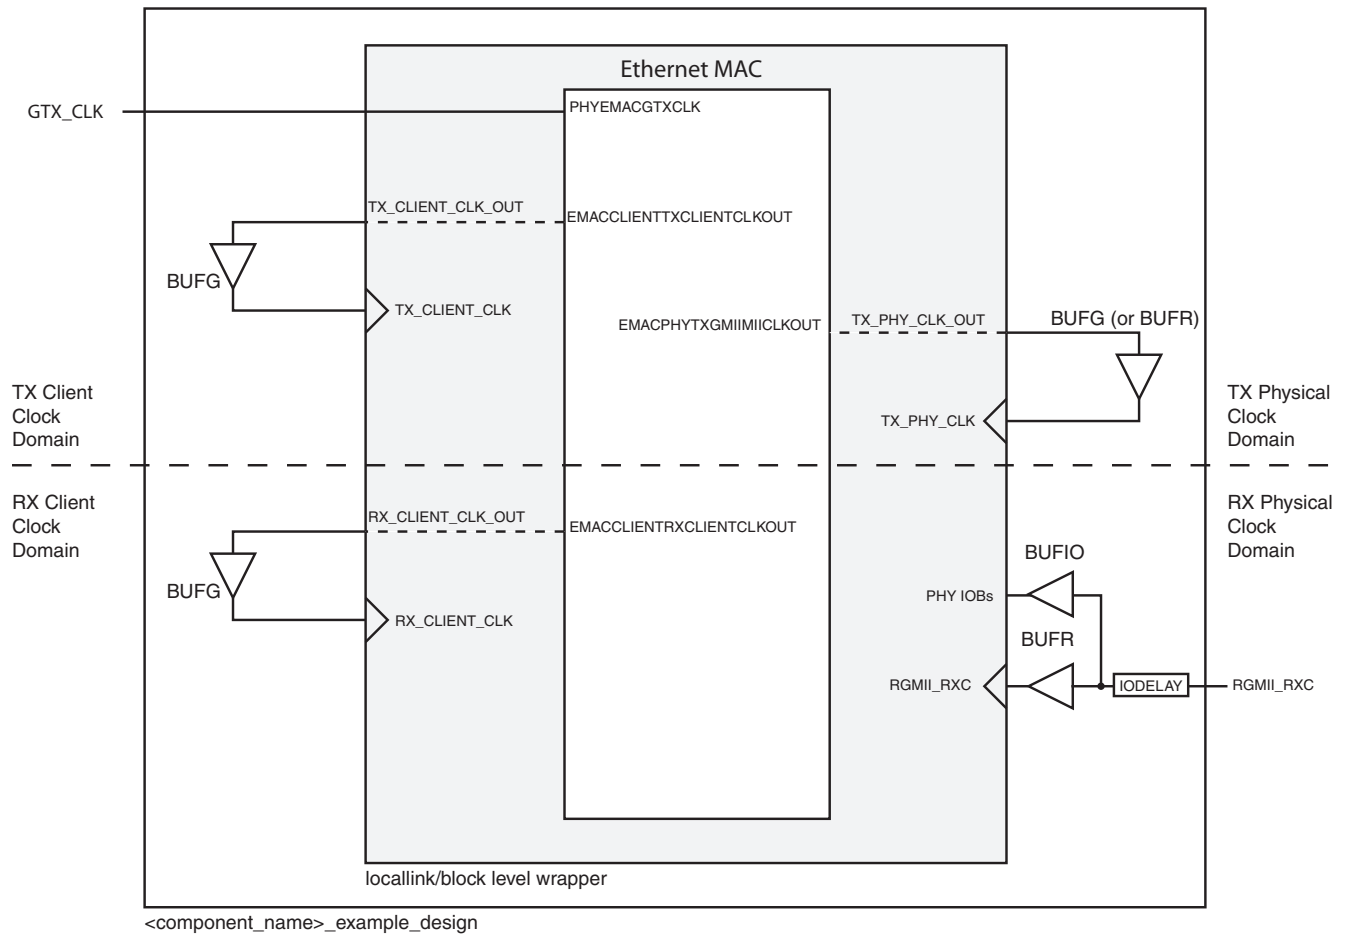 Ethernet MAC
GTX_CLK
PHYEMACGTXCLK
TX_CLIENT_CLK_OUT
EMACCLIENTTXCLIENTCLKOUT
BUFG
TX_CLIENT_CLK
EMACPHYTXGMIIMIICLKOUT
TX_PHY_CLK_OUT
BUFG (or BUFR)
TX_PHY_CLK
TX Client
Clock
Domain
TX Physical
Clock
Domain
RX Client
Clock
Domain
RX_CLIENT_CLK_OUT
EMACCLIENTRXCLIENTCLKOUT
RX Physical
Clock
Domain
BUFG
RX_CLIENT_CLK
BUFIO
PHY IOBs
BUFR
RGMII_RXC
IODELAY
RGMII_RXC
locallink/block level wrapper
<component_name>_example_design